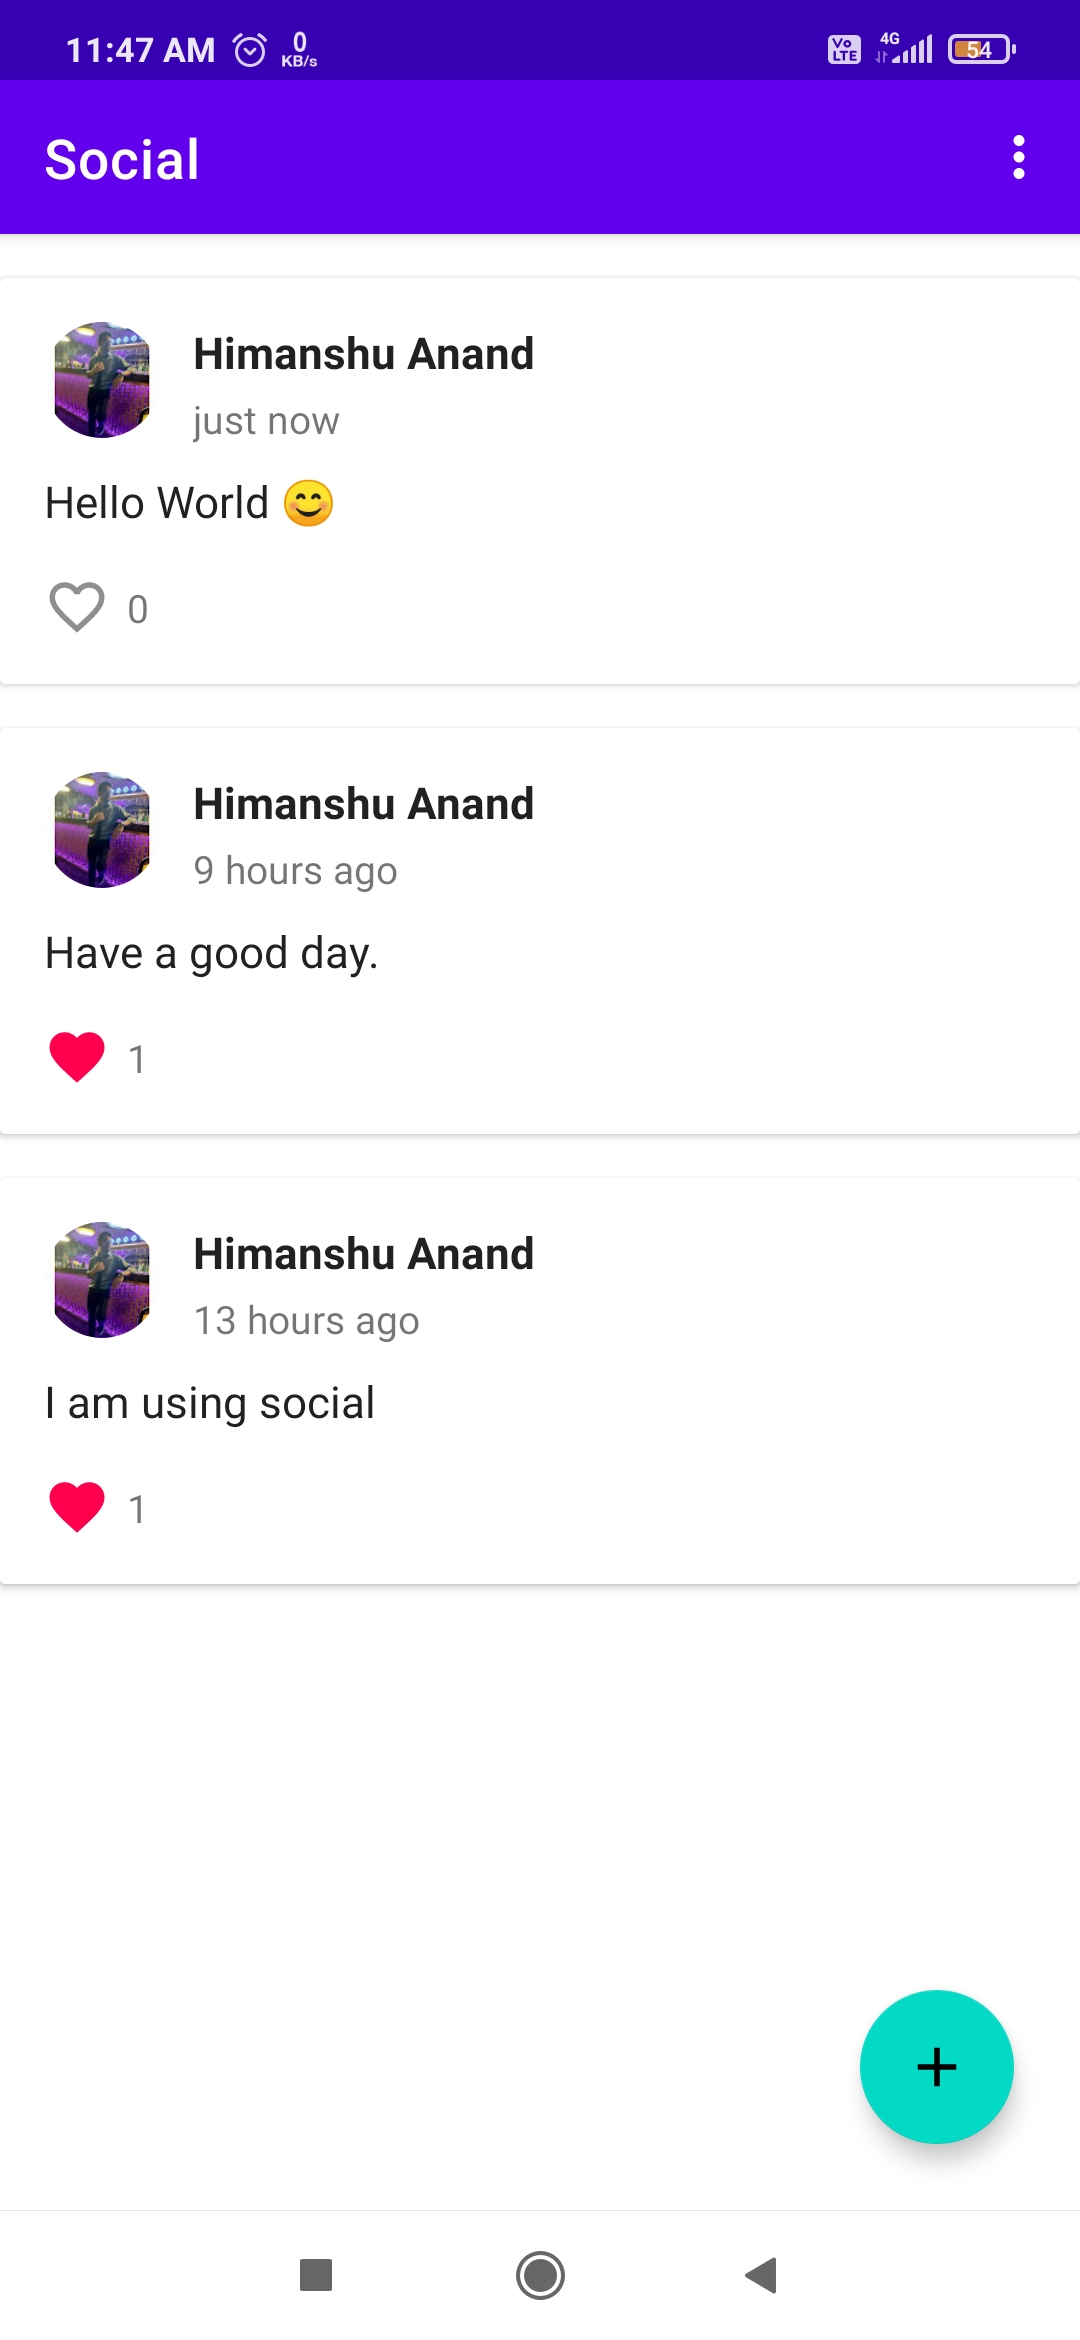 11:47 AM 0 KB/s Vo LTE 4G 54
Social
Himanshu Anand
just now
Hello World 😊
0
Himanshu Anand
9 hours ago
Have a good day.
1
Himanshu Anand
13 hours ago
I am using social
1